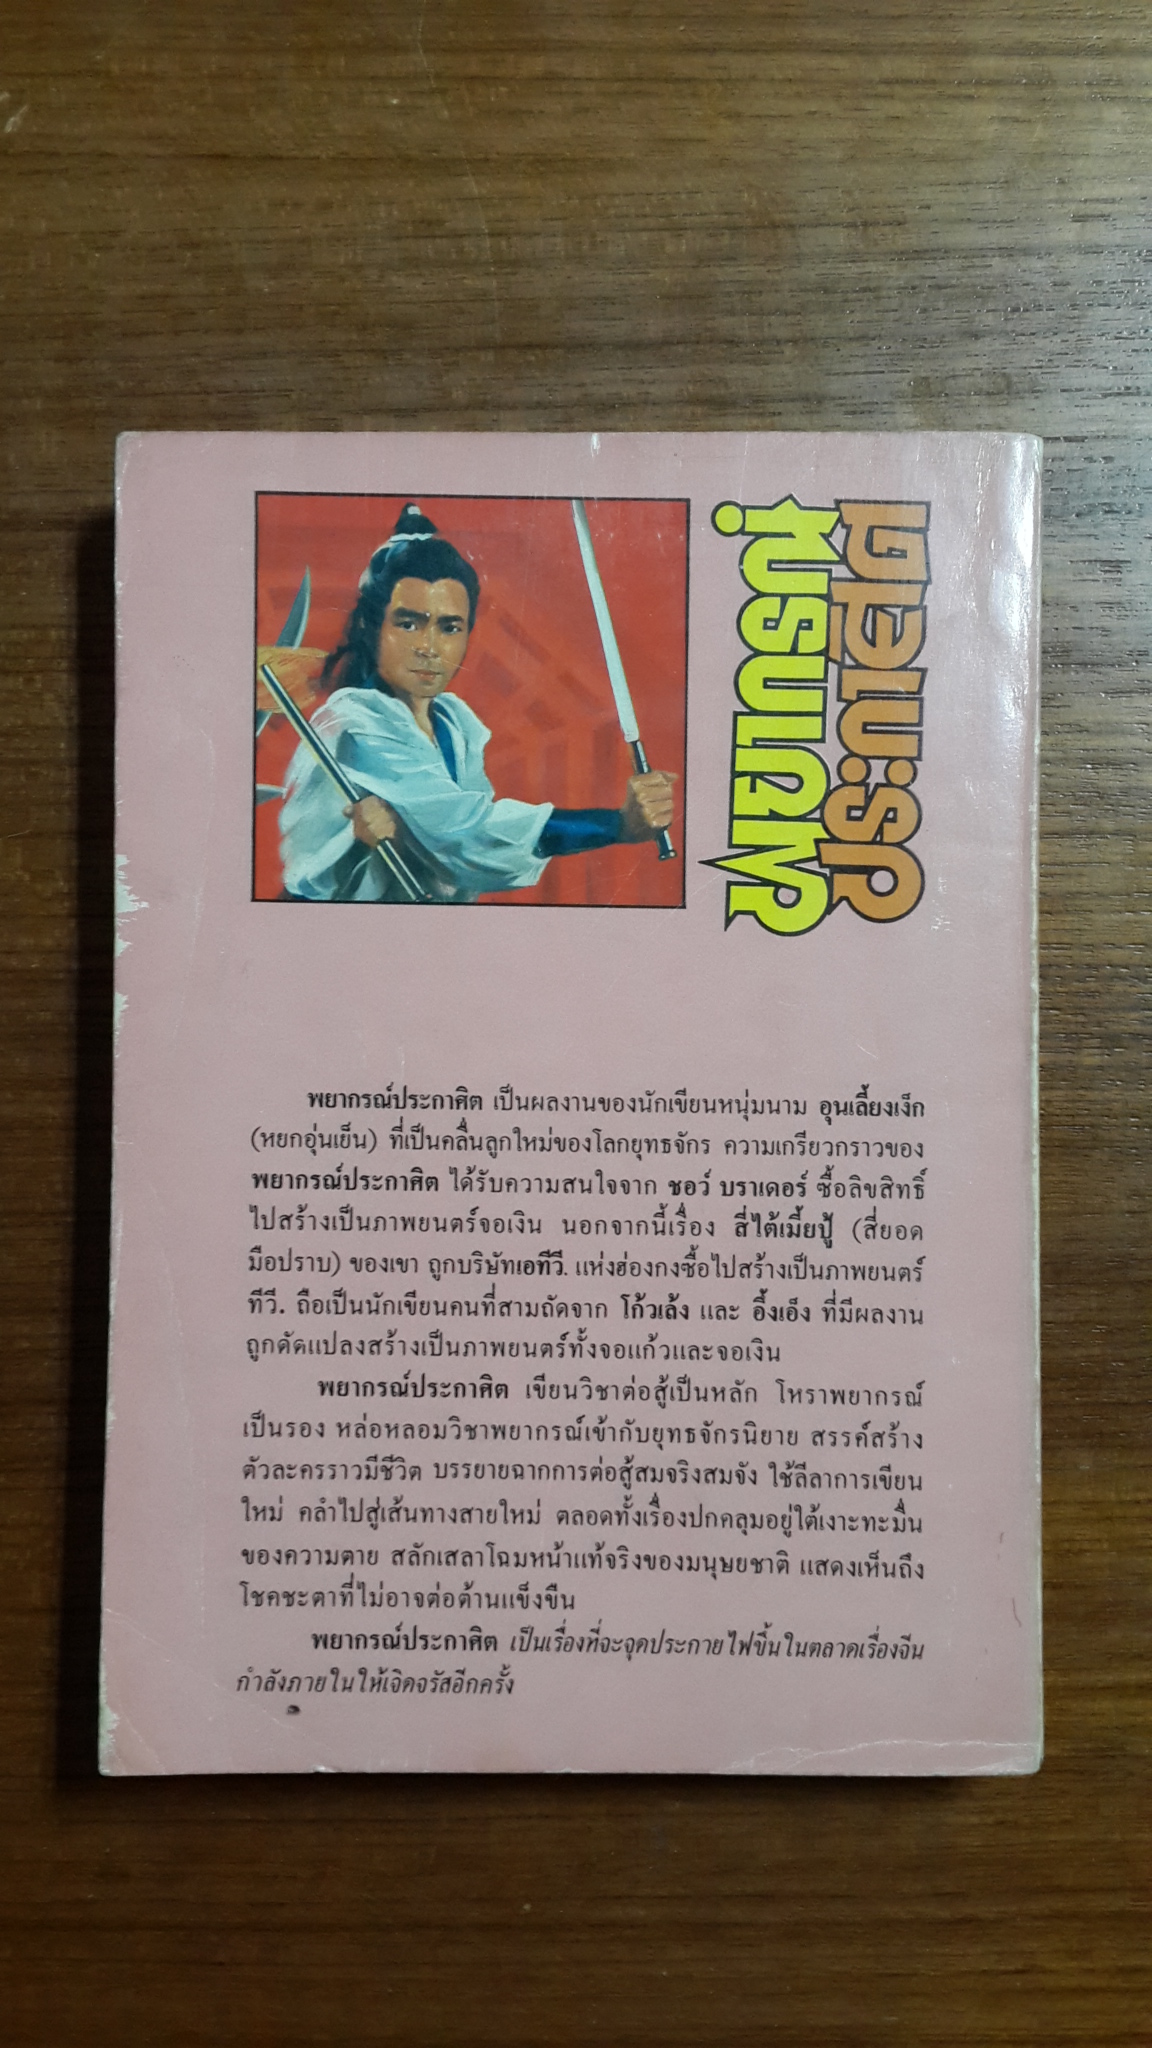 พยากรณ์
ประกาศิต
พยากรณ์ประกาศิต เป็นผลงานของนักเขียนหนุ่มนาม อุนเลี้ยงเง็ก
(หยกอุ่นเย็น) ที่เป็นคลื่นลูกใหม่ของโลกยุทธจักร ความเกรียวกราวของ
พยากรณ์ประกาศิต ได้รับความสนใจจาก ชอว์ บราเดอร์ ซื้อลิขสิทธิ์
ไปสร้างเป็นภาพยนตร์จอเงิน นอกจากนี้เรื่อง สี่ไต้เมี้ยปู้ (สี่ยอด
มือปราบ) ของเขา ถูกบริษัทเอทีวี. แห่งฮ่องกงซื้อไปสร้างเป็นภาพยนตร์
ทีวี. ถือเป็นนักเขียนคนที่สามถัดจาก โก้วเล้ง และ อึ้งเอ็ง ที่มีผลงาน
ถูกดัดแปลงสร้างเป็นภาพยนตร์ทั้งจอแก้วและจอเงิน
พยากรณ์ประกาศิต เขียนวิชาต่อสู้เป็นหลัก โหราพยากรณ์
เป็นรอง หล่อหลอมวิชาพยากรณ์เข้ากับยุทธจักรนิยาย สรรค์สร้าง
ตัวละครราวมีชีวิต บรรยายฉากการต่อสู้สมจริงสมจัง ใช้ลีลาการเขียน
ใหม่ คลำไปสู่เส้นทางสายใหม่ ตลอดทั้งเรื่องปกคลุมอยู่ใต้เงาะทะมึ่น
ของความตาย สลักเสลาโฉมหน้าแท้จริงของมนุษยชาติ แสดงเห็นถึง
โชคชะตาที่ไม่อาจต่อต้านแข็งขืน
พยากรณ์ประกาศิต เป็นเรื่องที่จะจุดประกายไฟขึ้นในตลาดเรื่องจีน
กำลังภายในให้เจิดจรัสอีกครั้ง